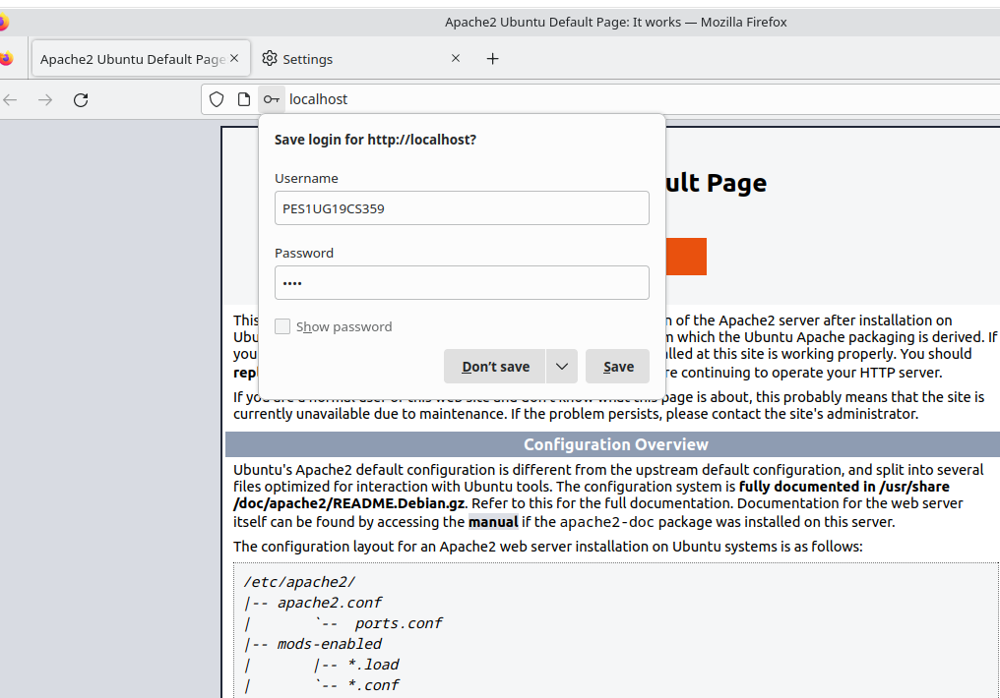 Apache2 Ubuntu Default Page: It works — Mozilla Firefox
Apache2 Ubuntu Default Page
Settings
localhost
Save login for http://localhost?
Username
PES1UG19CS359
Password
••••
Show password
Don't save
Save
ult Page
This
n of the Apache2 server after installation on
Ubu
m which the Ubuntu Apache packaging is derived. If
you
lled at this site is working properly. You should
repl
re continuing to operate your HTTP server.
If you are a normal user of this web site and don't know what this page is about, this probably means that the site is
currently unavailable due to maintenance. If the problem persists, please contact the site's administrator.
Configuration Overview
Ubuntu's Apache2 default configuration is different from the upstream default configuration, and split into several
files optimized for interaction with Ubuntu tools. The configuration system is fully documented in /usr/share
/doc/apache2/README.Debian.gz. Refer to this for the full documentation. Documentation for the web server
itself can be found by accessing the manual if the apache2-doc package was installed on this server.
The configuration layout for an Apache2 web server installation on Ubuntu systems is as follows:
/etc/apache2/
|-- apache2.conf
|       `--  ports.conf
|-- mods-enabled
|       |-- *.load
|       `-- *.conf